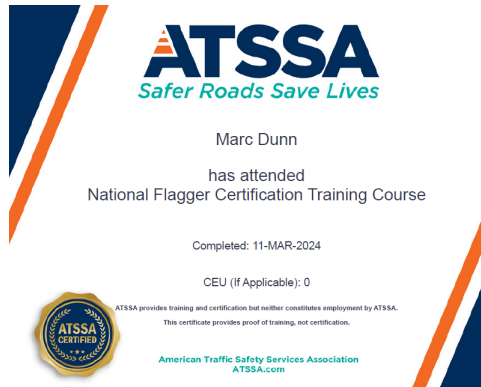 ATSSA
Safer Roads Save Lives
Marc Dunn
has attended
National Flagger Certification Training Course
Completed: 11-MAR-2024
CEU (If Applicable): 0
ATSSA provides training and certification but neither constitutes employment by ATSSA.
This certificate provides proof of training, not certification.
ATSSA
CERTIFIED
American Traffic Safety Services Association
ATSSA.com